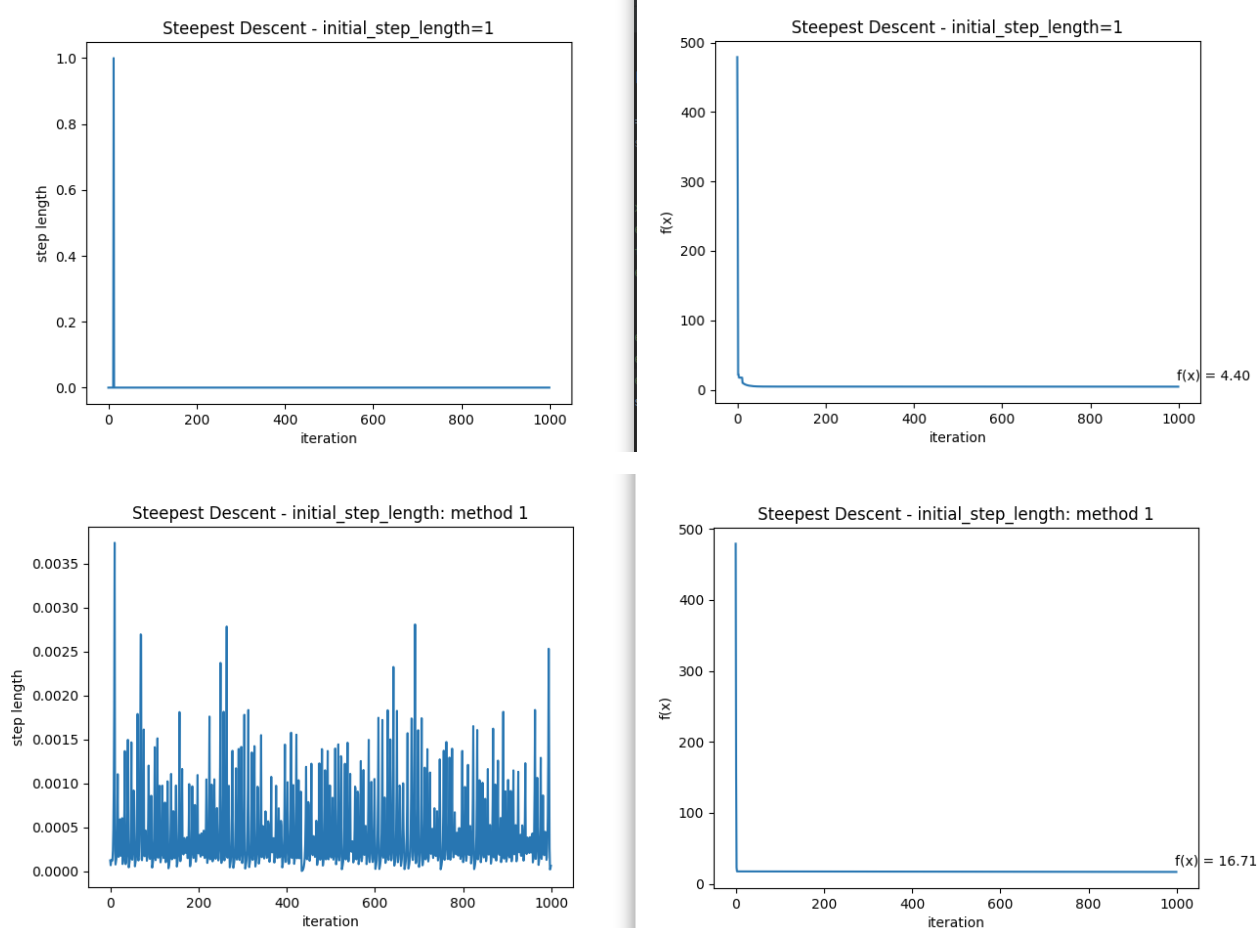 Steepest Descent - initial_step_length=1
1.0
0.8
0.6
0.4
0.2
0.0
step length
0 200 400 600 800 1000
iteration
Steepest Descent - initial_step_length=1
500
400
300
200
100
0
f(x)
f(x) = 4.40
0 200 400 600 800 1000
iteration
Steepest Descent - initial_step_length: method 1
0.0035
0.0030
0.0025
0.0020
0.0015
0.0010
0.0005
0.0000
step length
0 200 400 600 800 1000
iteration
Steepest Descent - initial_step_length: method 1
500
400
300
200
100
0
f(x)
f(x) = 16.71
0 200 400 600 800 1000
iteration